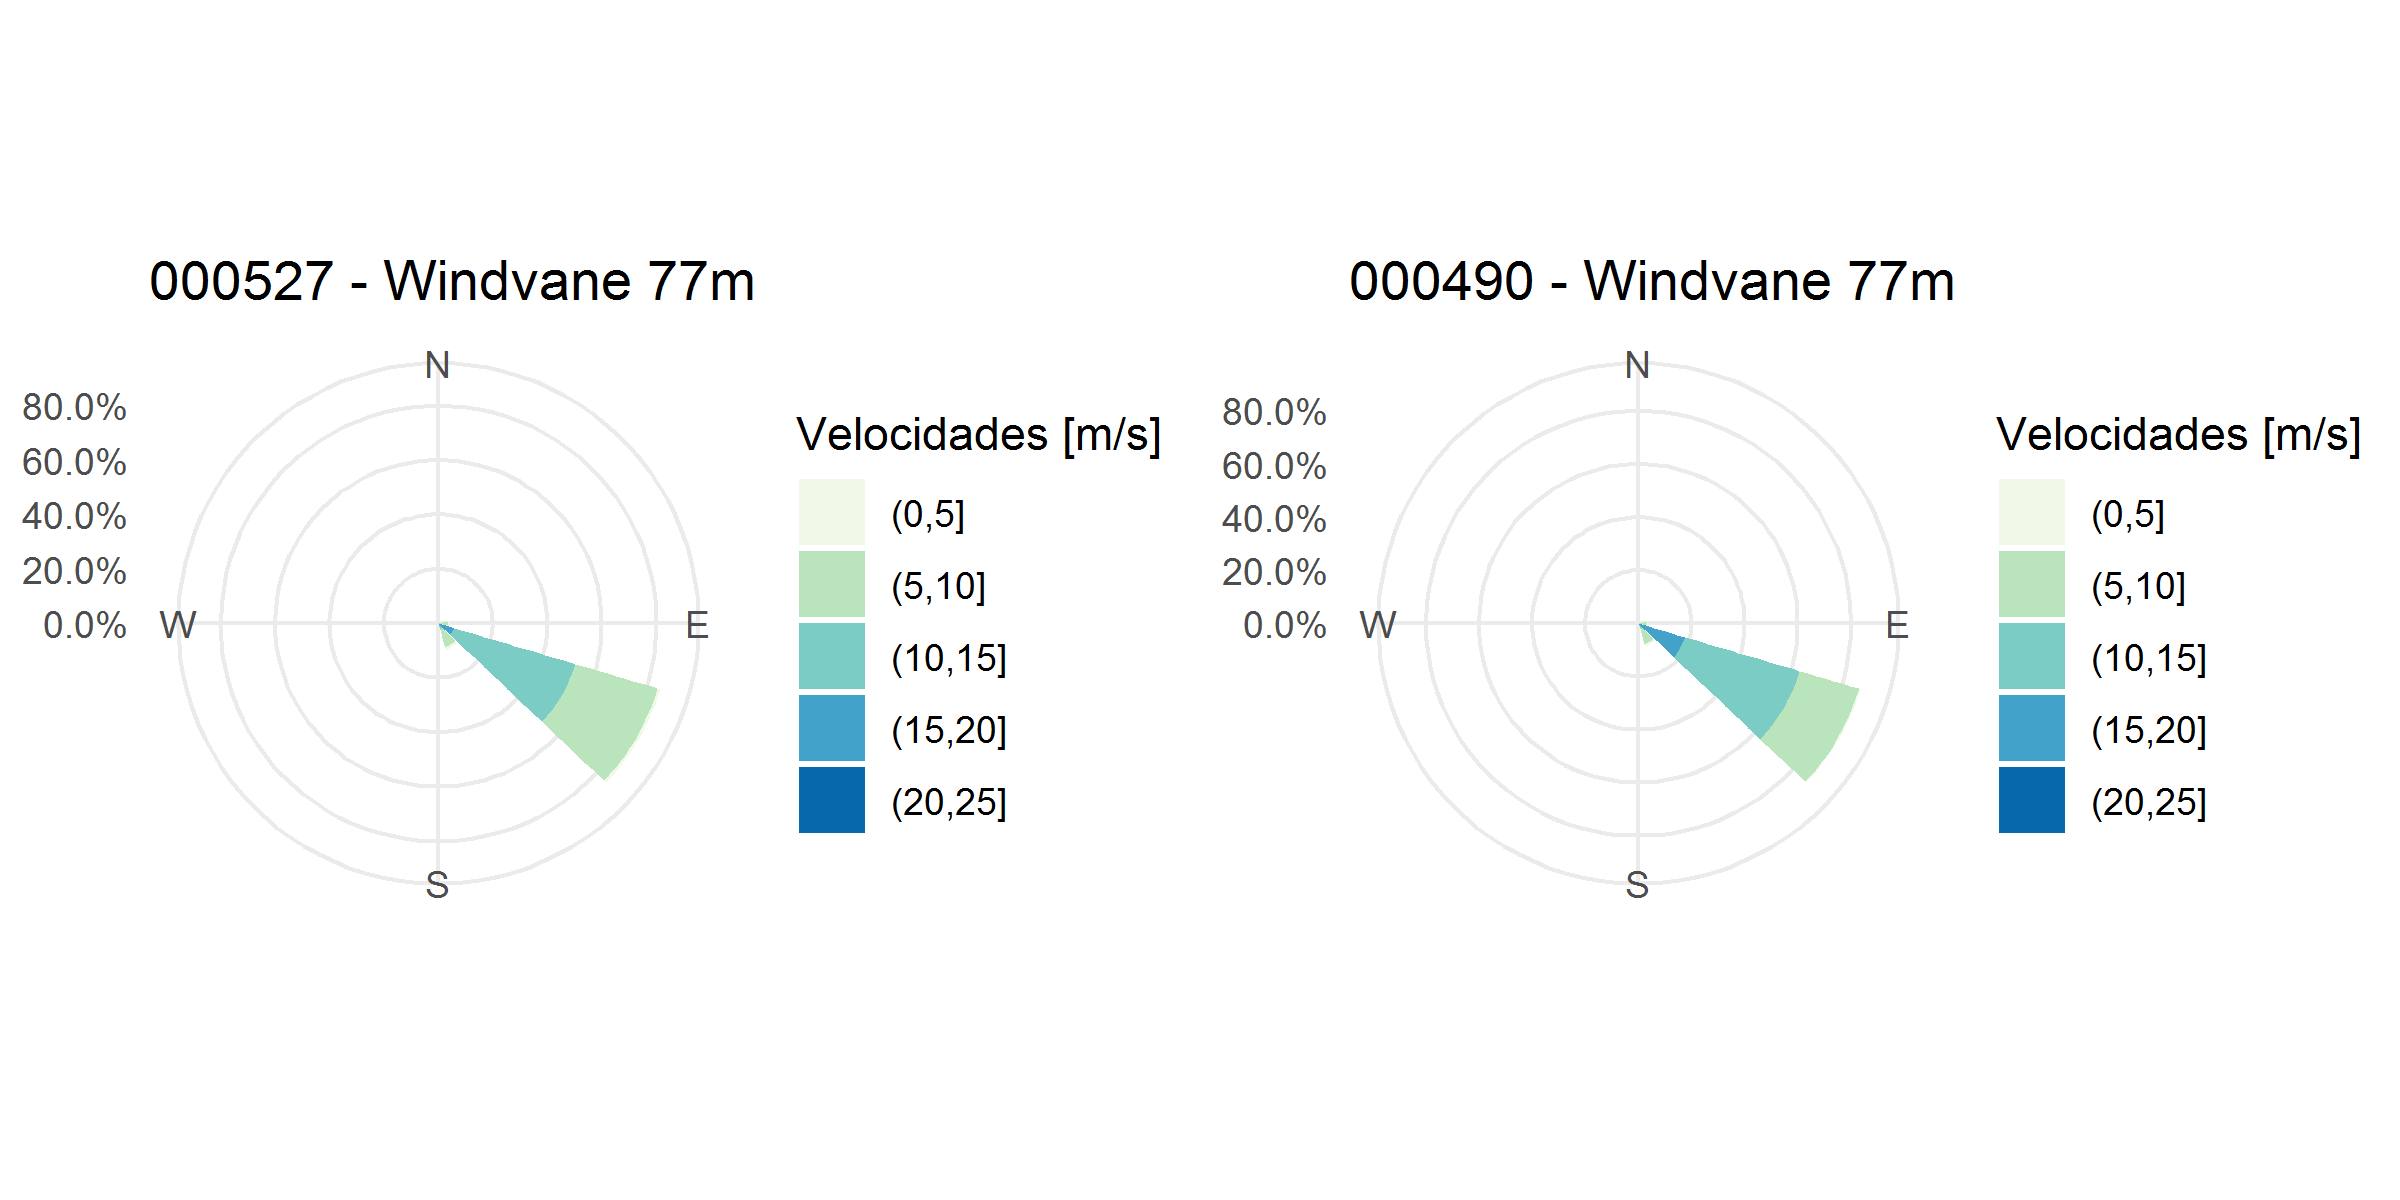 000527 - Windvane 77m
N
80.0%
60.0%
40.0%
20.0%
0.0%
W
E
S
Velocidades [m/s]
(0,5]
(5,10]
(10,15]
(15,20]
(20,25]
000490 - Windvane 77m
N
80.0%
60.0%
40.0%
20.0%
0.0%
W
E
S
Velocidades [m/s]
(0,5]
(5,10]
(10,15]
(15,20]
(20,25]